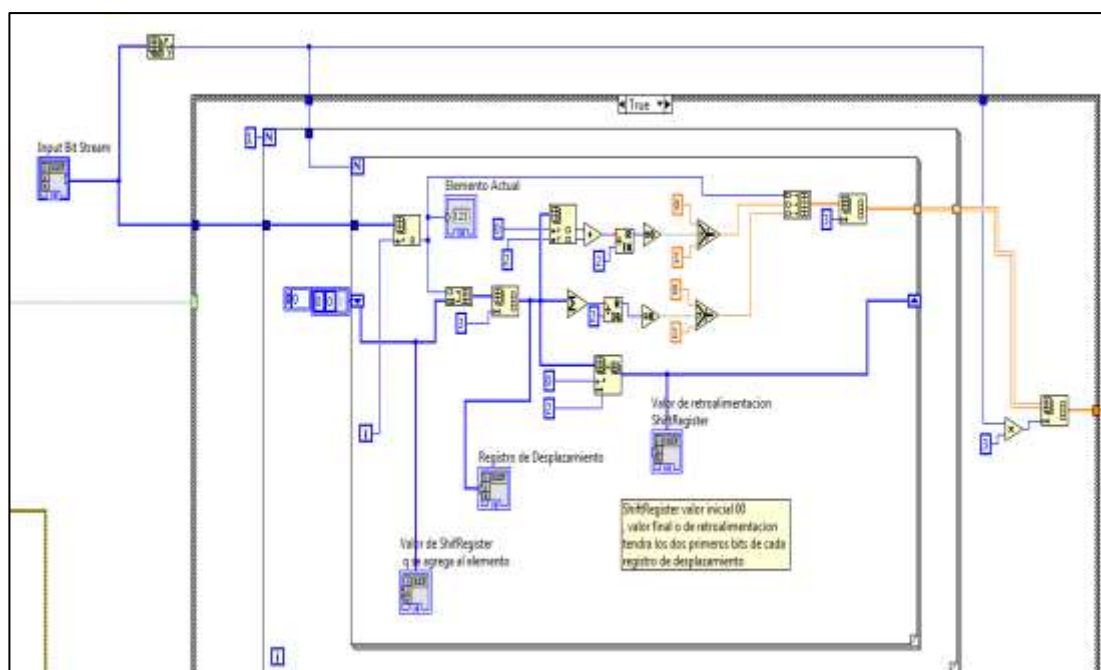 True
Input Bit Stream
N
N
Elemento Actual
Valor de retroalimentacion
ShiftRegister
Registro de Desplazamiento
ShiftRegister valor inicial 00
, valor final o de retroalimentacion
tendra los dos primeros bits de cada
registro de desplazamiento
Valor de ShifRegister
q se agrega al elemento
i
i